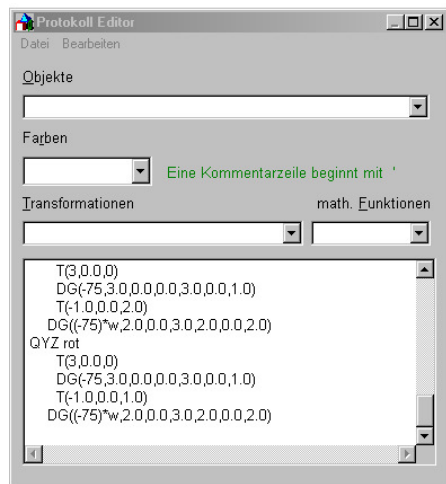 Protokoll Editor
Datei Bearbeiten
Objekte
Farben
Eine Kommentarzeile beginnt mit '
Transformationen math. Funktionen
T(3,0.0,0)
DG(-75,3.0,0.0,0.0,3.0,0.0,1.0)
T(-1.0,0.0,2.0)
DG((-75)*w,2.0,0.0,3.0,2.0,0.0,2.0)
QYZ rot
T(3,0.0,0)
DG(-75,3.0,0.0,0.0,3.0,0.0,1.0)
T(-1.0,0.0,1.0)
DG((-75)*w,2.0,0.0,3.0,2.0,0.0,2.0)